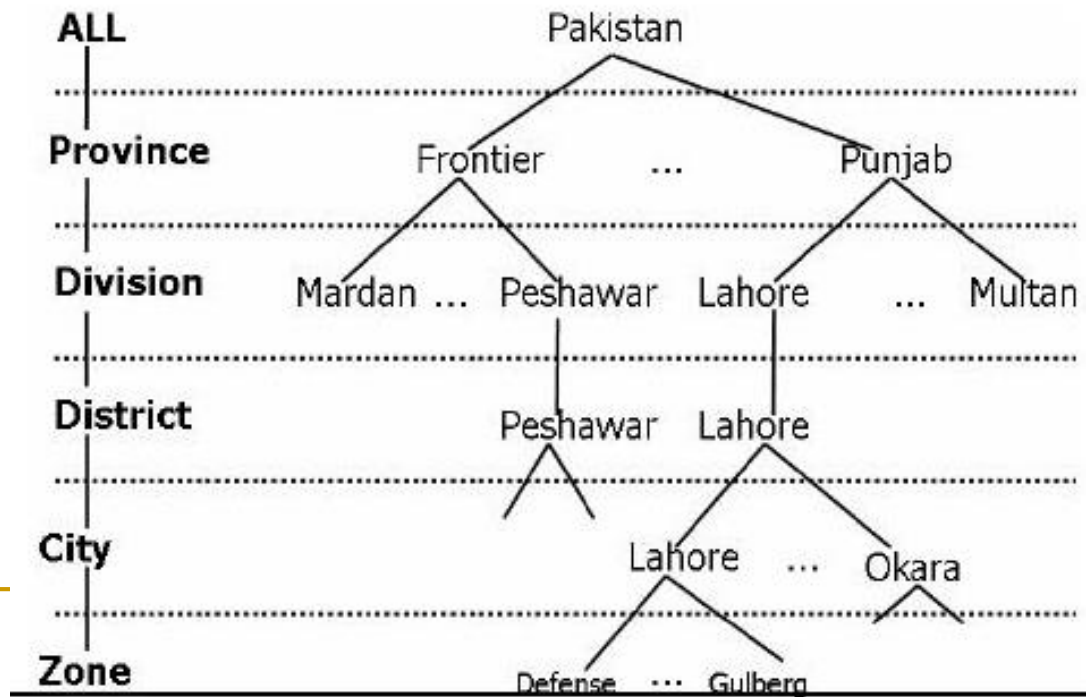 ALL Pakistan
Province Frontier ... Punjab
Division Mardan ... Peshawar Lahore ... Multan
District Peshawar Lahore
City Lahore ... Okara
Zone Defense ... Gulberg